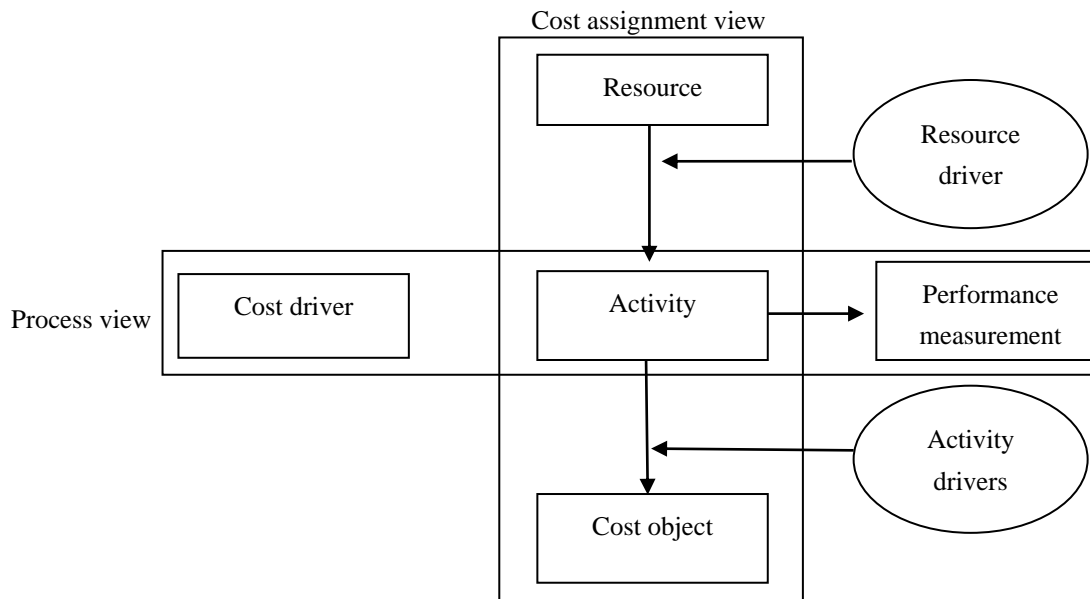 Cost assignment view
Resource
Resource
driver
Process view
Cost driver
Activity
Performance
measurement
Activity
drivers
Cost object